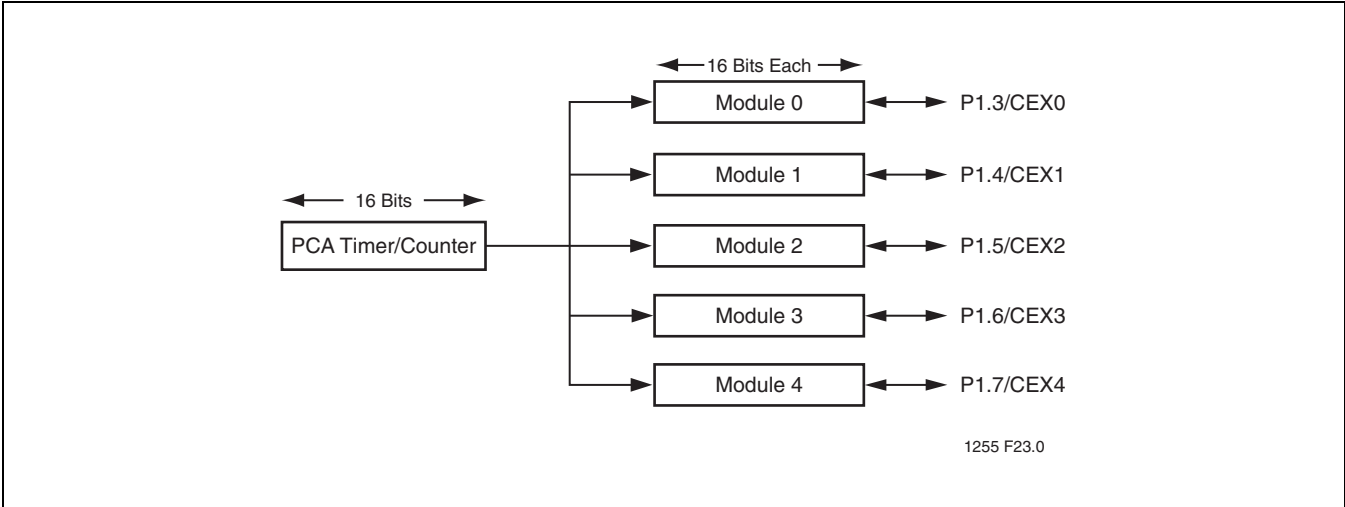 16 Bits Each
Module 0
P1.3/CEX0
Module 1
P1.4/CEX1
16 Bits
PCA Timer/Counter
Module 2
P1.5/CEX2
Module 3
P1.6/CEX3
Module 4
P1.7/CEX4
1255 F23.0